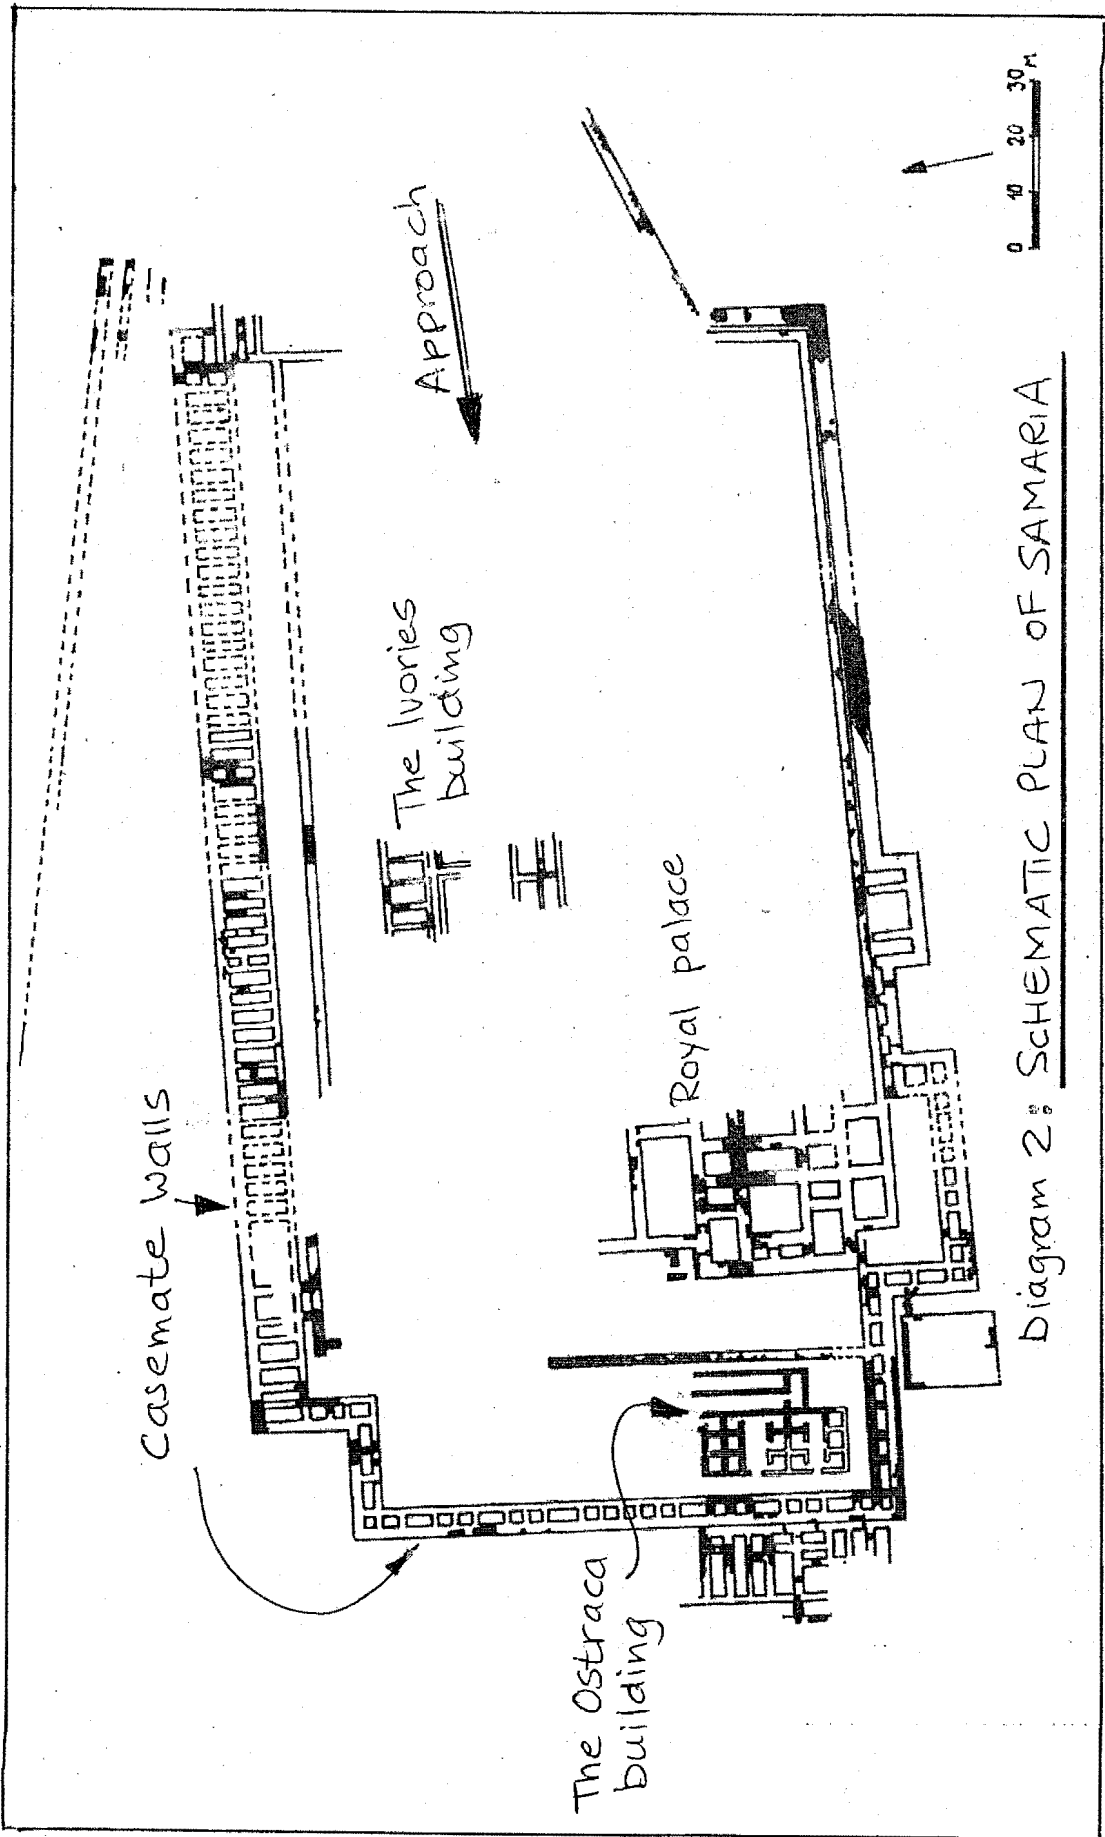 Casemate walls
The Ivories
building
Approach
Royal palace
The Ostraca
building
0 10 20 30 M
Diagram 2: SCHEMATIC PLAN OF SAMARIA